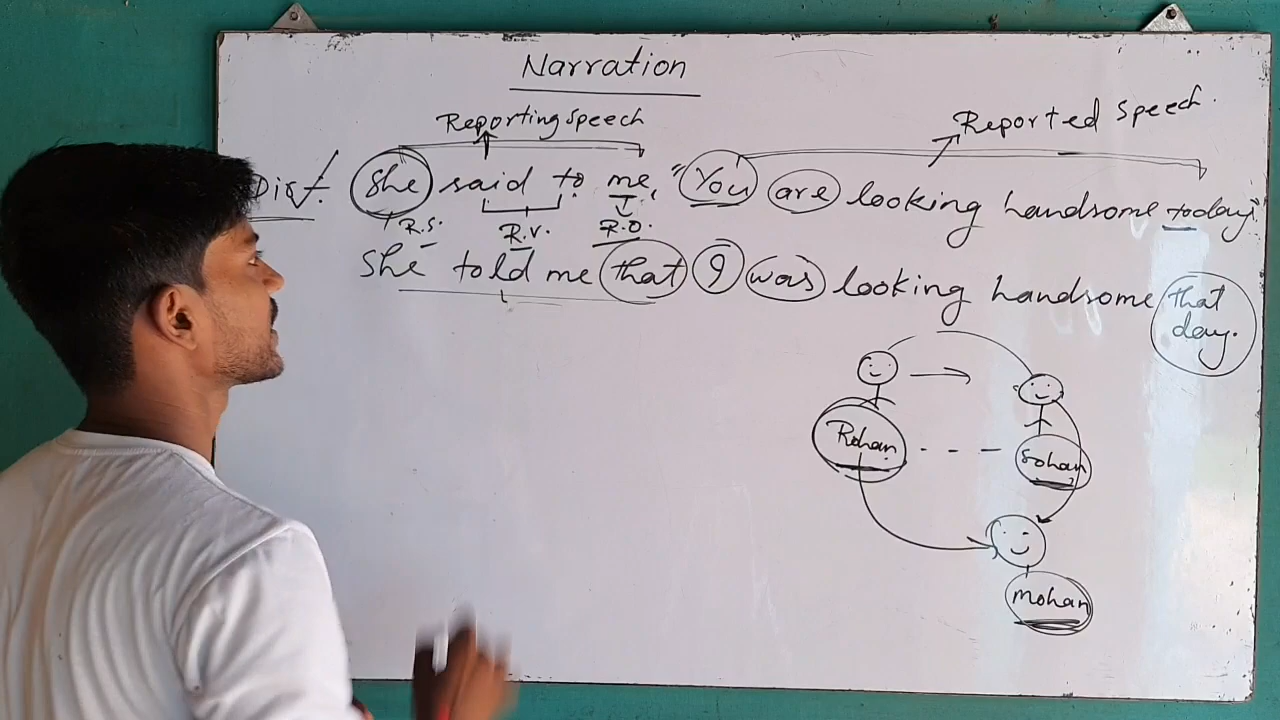 Narration
Reporting speech
Reported speech.
She said to me, "You are looking handsome today."
R.S. R.V. R.O.
She told me that I was looking handsome that
day.
Rohan
Sohan
Mohan